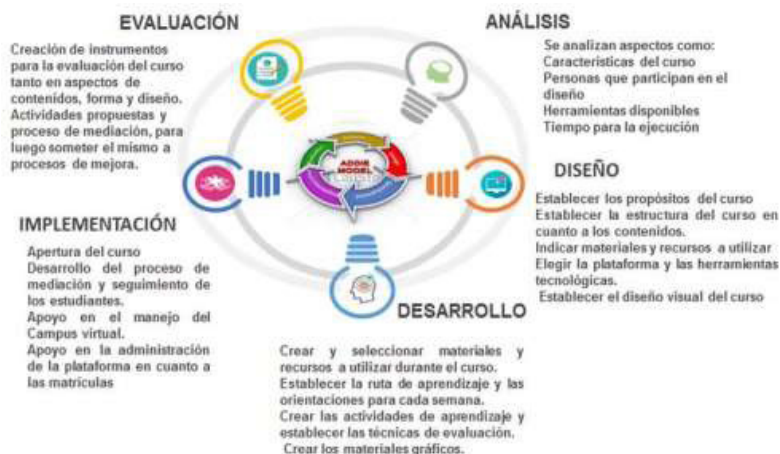 EVALUACIÓN
Creación de instrumentos
para la evaluación del curso
tanto en aspectos de
contenidos, forma y diseño.
Actividades propuestas y
proceso de mediación, para
luego someter el mismo a
procesos de mejora.
ANÁLISIS
Se analizan aspectos como:
Características del curso
Personas que participan en el
diseño
Herramientas disponibles
Tiempo para la ejecución
ADDIE
MODEL
DISEÑO
Establecer los propósitos del curso
Establecer la estructura del curso en
cuanto a los contenidos.
Indicar materiales y recursos a utilizar
Elegir la plataforma y las herramientas
tecnológicas.
Establecer el diseño visual del curso
IMPLEMENTACIÓN
Apertura del curso
Desarrollo del proceso de
mediación y seguimiento de
los estudiantes.
Apoyo en el manejo del
Campus virtual.
Apoyo en la administración
de la plataforma en cuanto a
las matrículas
DESARROLLO
Crear y seleccionar materiales y
recursos a utilizar durante el curso.
Establecer la ruta de aprendizaje y las
orientaciones para cada semana.
Crear las actividades de aprendizaje y
establecer las técnicas de evaluación.
Crear los materiales gráficos.